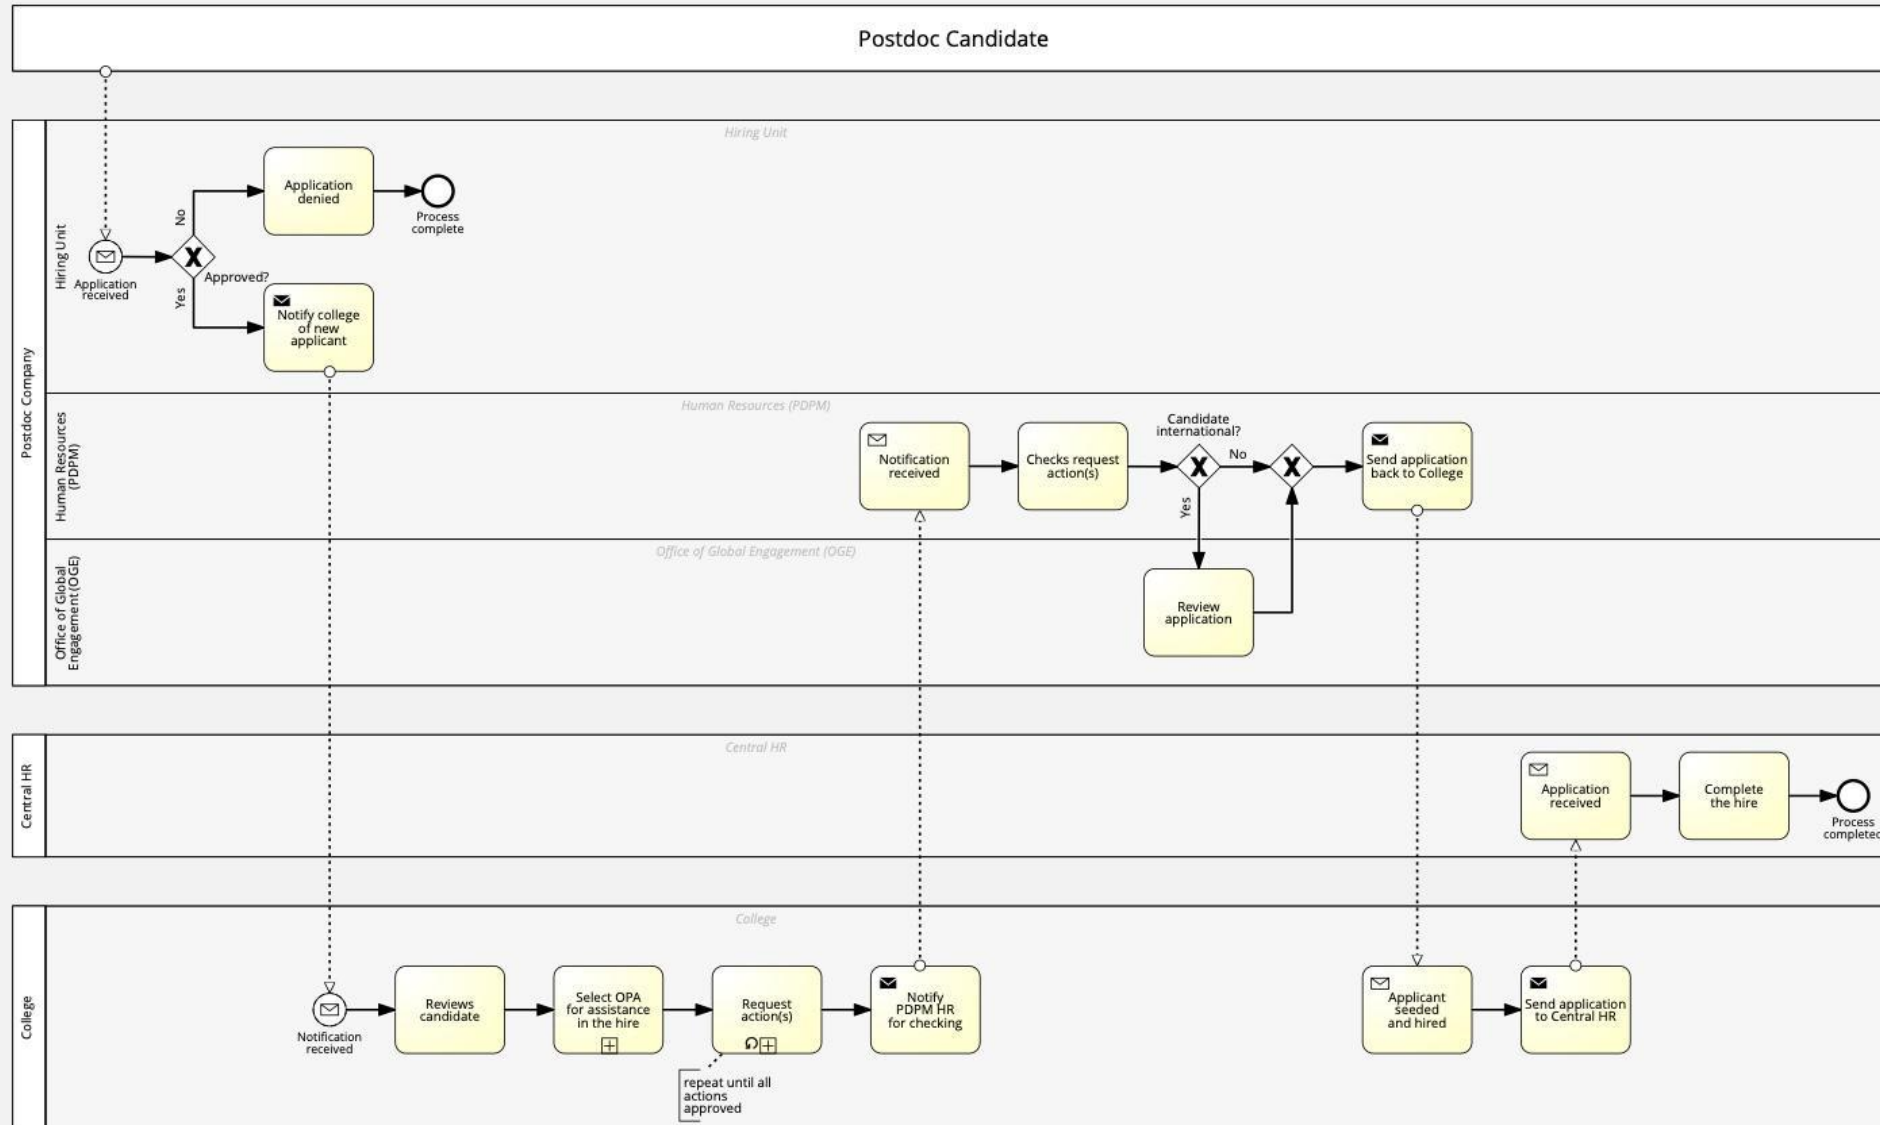 Postdoc Candidate
Postdoc Company
Hiring Unit
Hiring Unit
Application
received
Approved?
No
Yes
Application
denied
Process
complete
Notify college
of new
applicant
Human Resources (PDPM)
Human Resources
(PDPM)
Notification
received
Checks request
action(s)
Candidate
international?
No
Yes
Send application
back to College
Office of Global Engagement (OGE)
Office of Global
Engagement (OGE)
Review
application
Central HR
Central HR
Application
received
Complete
the hire
Process
completed
College
College
Notification
received
Reviews
candidate
Select OPA
for assistance
in the hire
Request
action(s)
repeat until all
actions
approved
Notify
PDPM HR
for checking
Applicant
seeded
and hired
Send application
to Central HR